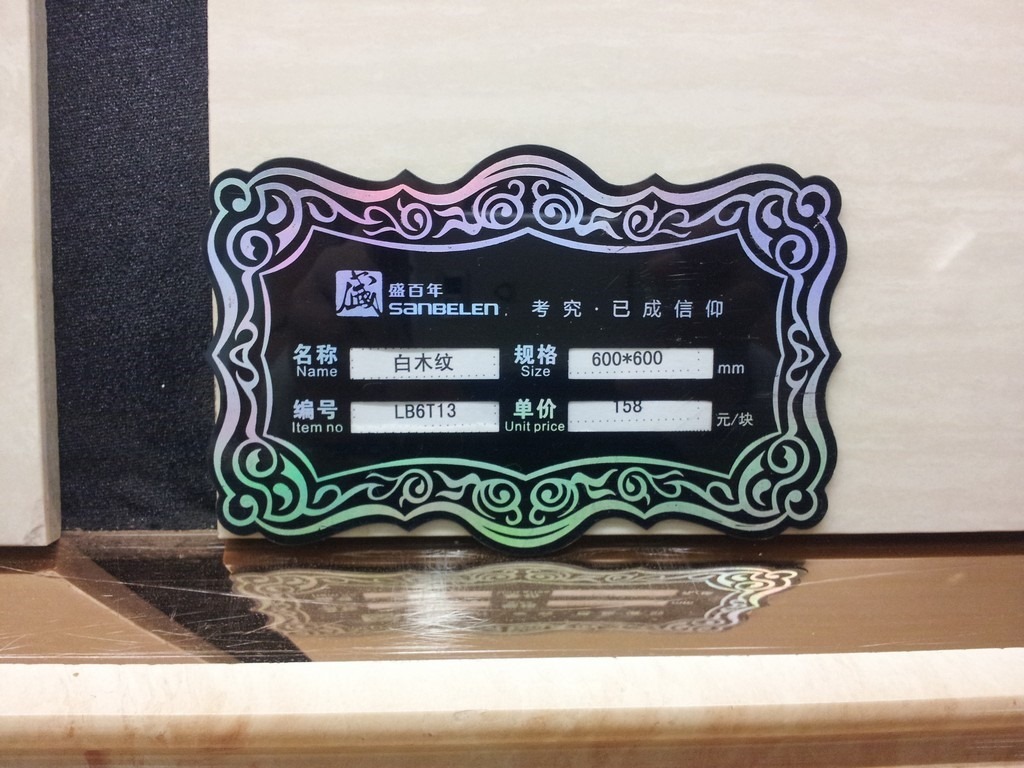 盛 盛百年
SANBELEN. 考究·已成信仰
名称 白木纹 规格 600*600
Name Size mm
编号 LB6T13 单价 158
Item no Unit price 元/块